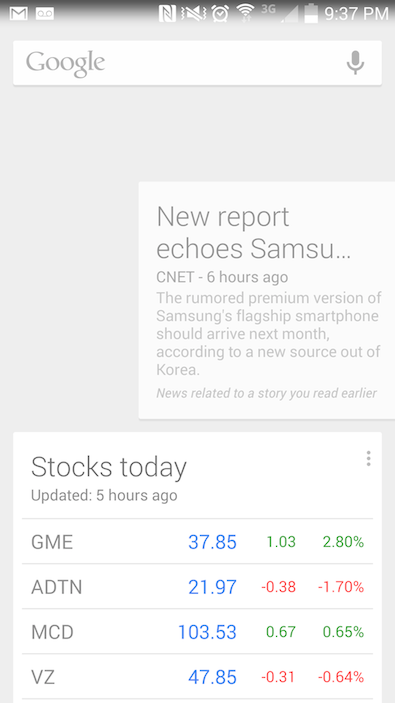 3G 9:37 PM
Google
New report
echoes Samsu...
CNET - 6 hours ago
The rumored premium version of
Samsung's flagship smartphone
should arrive next month,
according to a new source out of
Korea.
News related to a story you read earlier
Stocks today
Updated: 5 hours ago
GME 37.85 1.03 2.80%
ADTN 21.97 -0.38 -1.70%
MCD 103.53 0.67 0.65%
VZ 47.85 -0.31 -0.64%